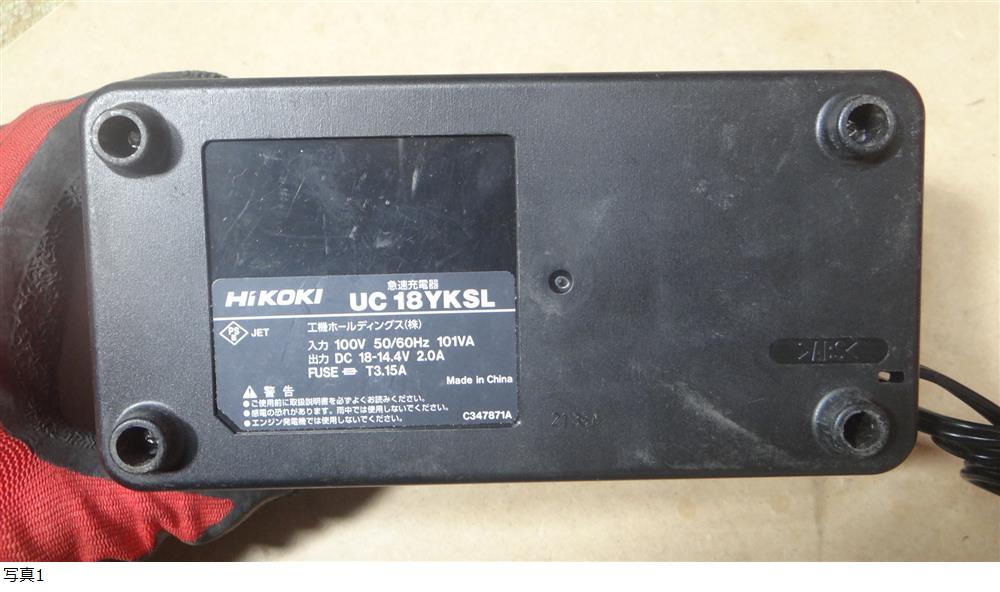 急速充電器
HiKOKI UC 18YKSL
PS E JET 工機ホールディングス(株)
入力 100V 50/60Hz 101VA
出力 DC 18-14.4V 2.0A
FUSE T3.15A
Made in China
警告
●ご使用前に取扱説明書を必ずよくお読みください。
●感電の恐れがあります。雨中では使用しないでください。
●エンジン発電機では使用しないでください。
C347871A
>ABS<
写真1